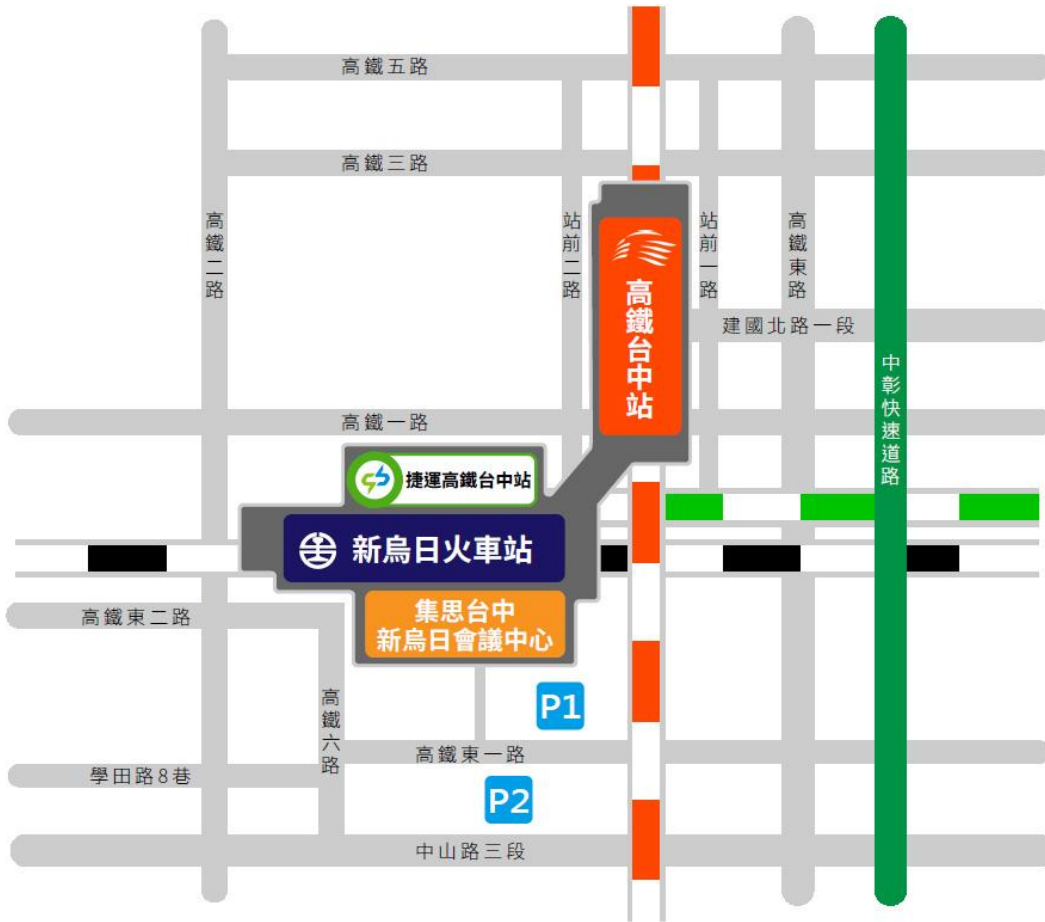 高鐵五路
高鐵三路
高鐵二路
站前二路
站前一路
高鐵東路
高鐵台中站
建國北路一段
中彰快速道路
高鐵一路
捷運高鐵台中站
新烏日火車站
集思台中
新烏日會議中心
高鐵東二路
高鐵六路
P1
高鐵東一路
學田路8巷
P2
中山路三段